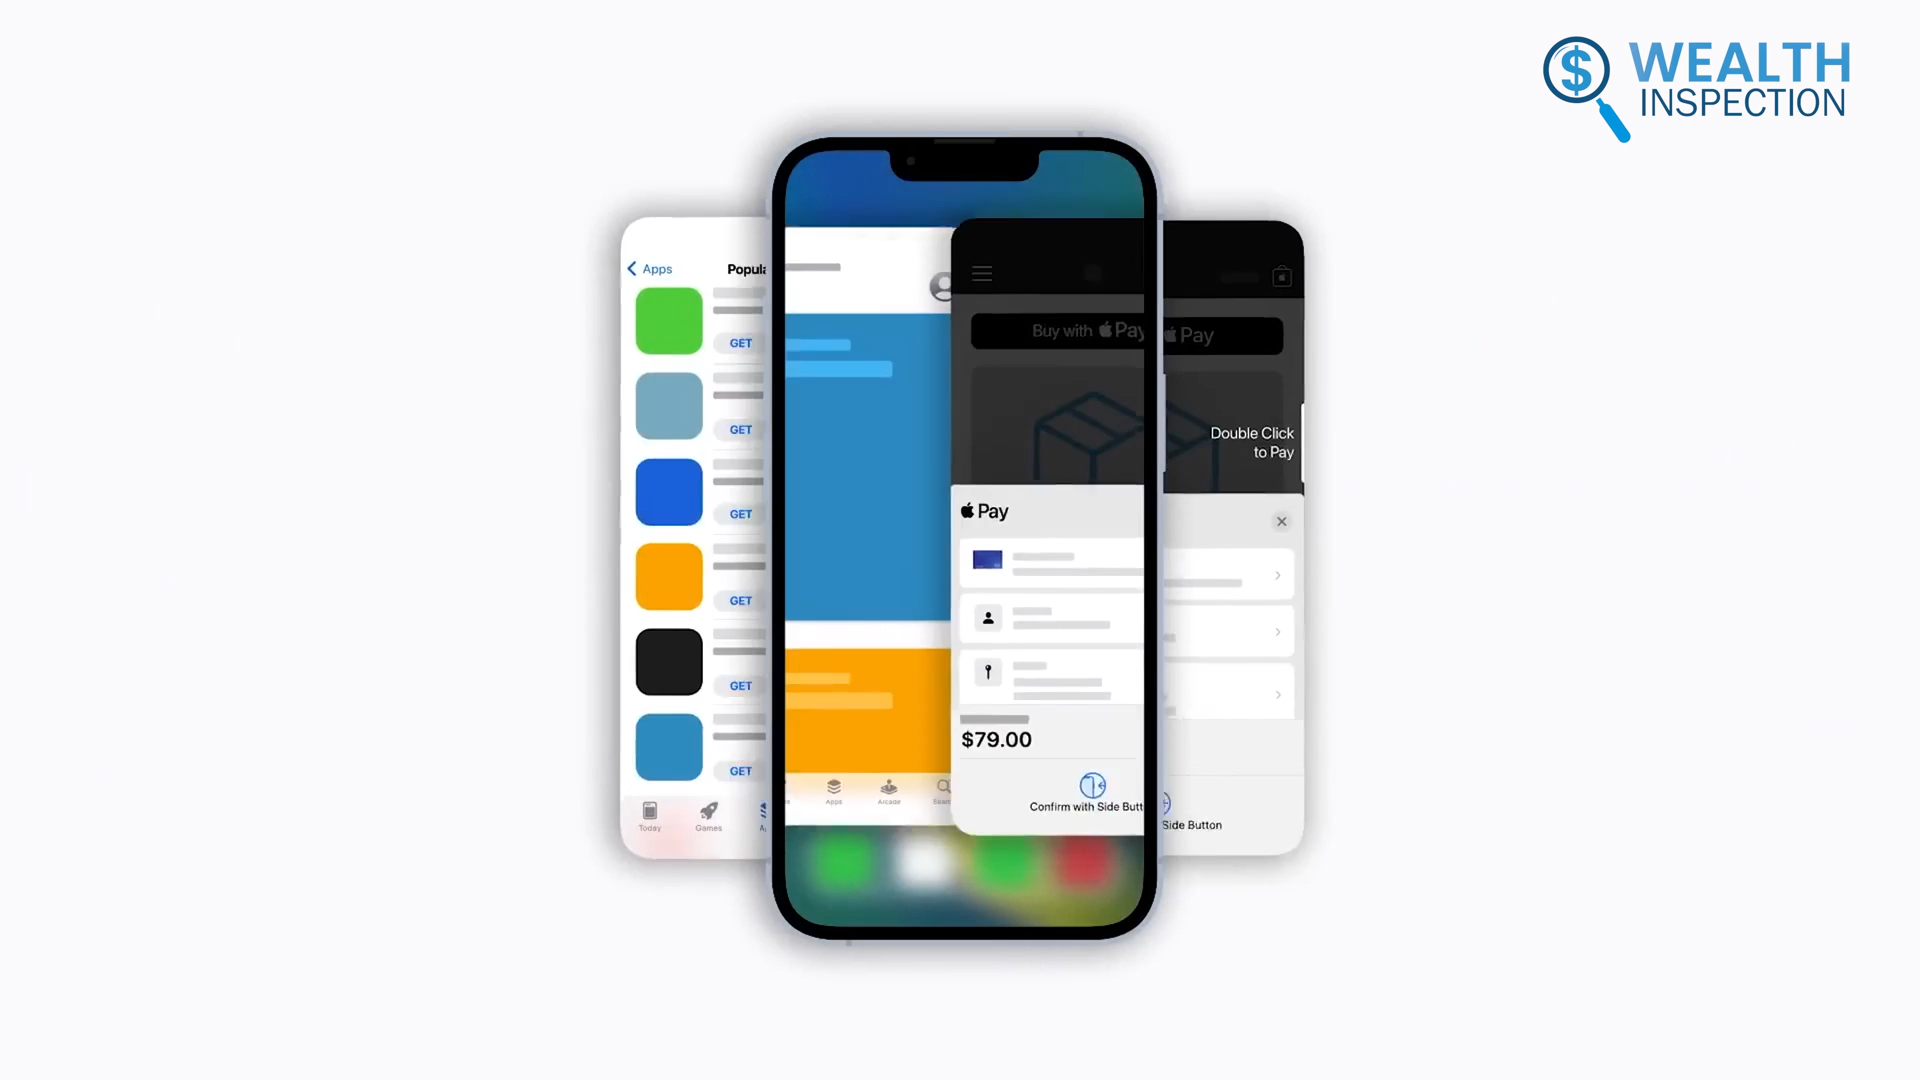 WEALTH
INSPECTION
Apps
Popula
GET
GET
GET
GET
GET
GET
Today
Games
Apps
Arcade
Buy with Pay
Pay
Double Click
to Pay
Pay
$79.00
Confirm with Side Butt
Side Button